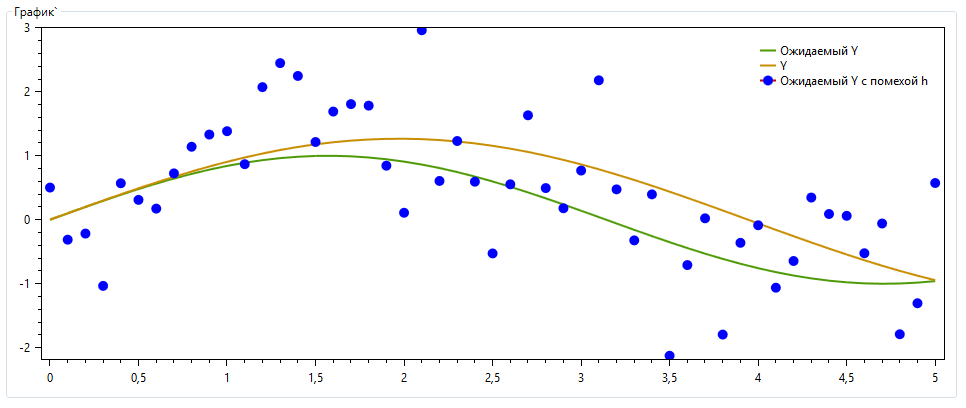 График`
3
Ожидаемый Y
Y
Ожидаемый Y с помехой h
2
1
0
-1
-2
0 0,5 1 1,5 2 2,5 3 3,5 4 4,5 5